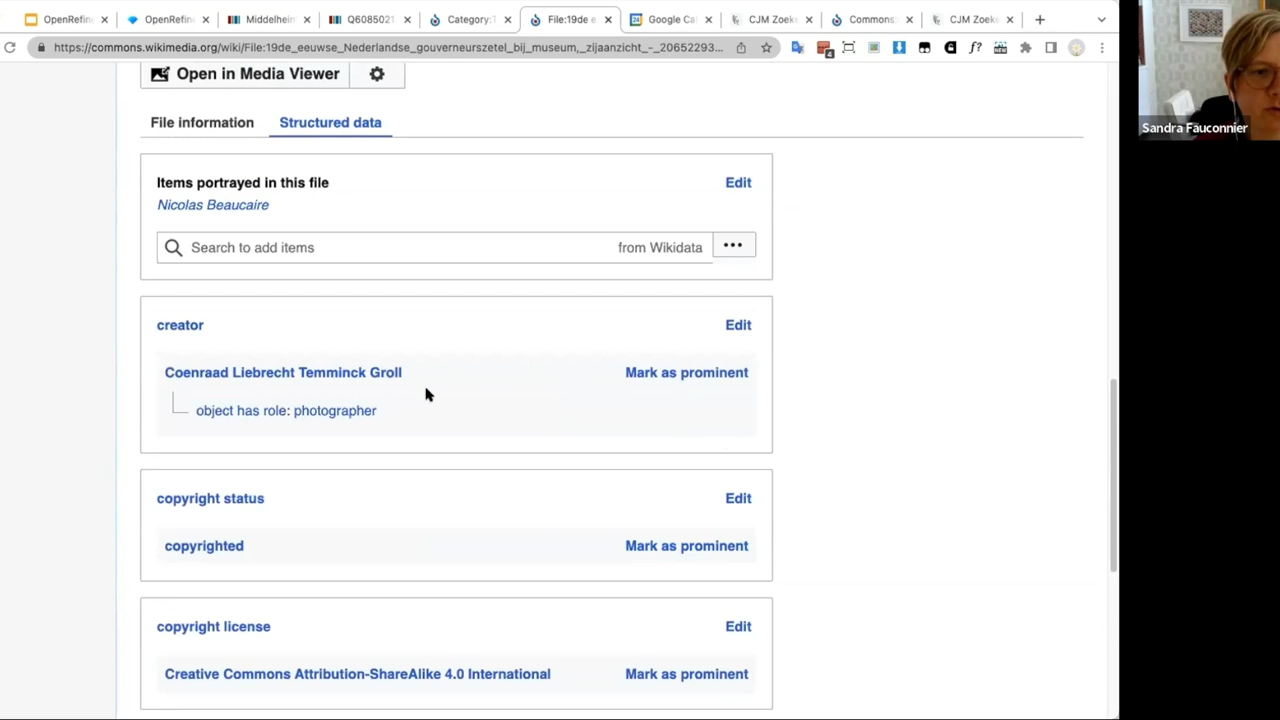 OpenRefine
OpenRefin
Middelhein
Q6085021
Category:T
File:19de e
Google Cal
CJM Zoek
Commons:
CJM Zoek
https://commons.wikimedia.org/wiki/File:19de_eeuwse_Nederlandse_gouverneurszetel_bij_museum,_zijaanzicht_-_20652293...
Open in Media Viewer
File information
Structured data
Items portrayed in this file
Edit
Nicolas Beaucaire
Search to add items
from Wikidata
creator
Edit
Coenraad Liebrecht Temminck Groll
Mark as prominent
object has role: photographer
copyright status
Edit
copyrighted
Mark as prominent
copyright license
Edit
Creative Commons Attribution-ShareAlike 4.0 International
Mark as prominent
Sandra Fauconnier